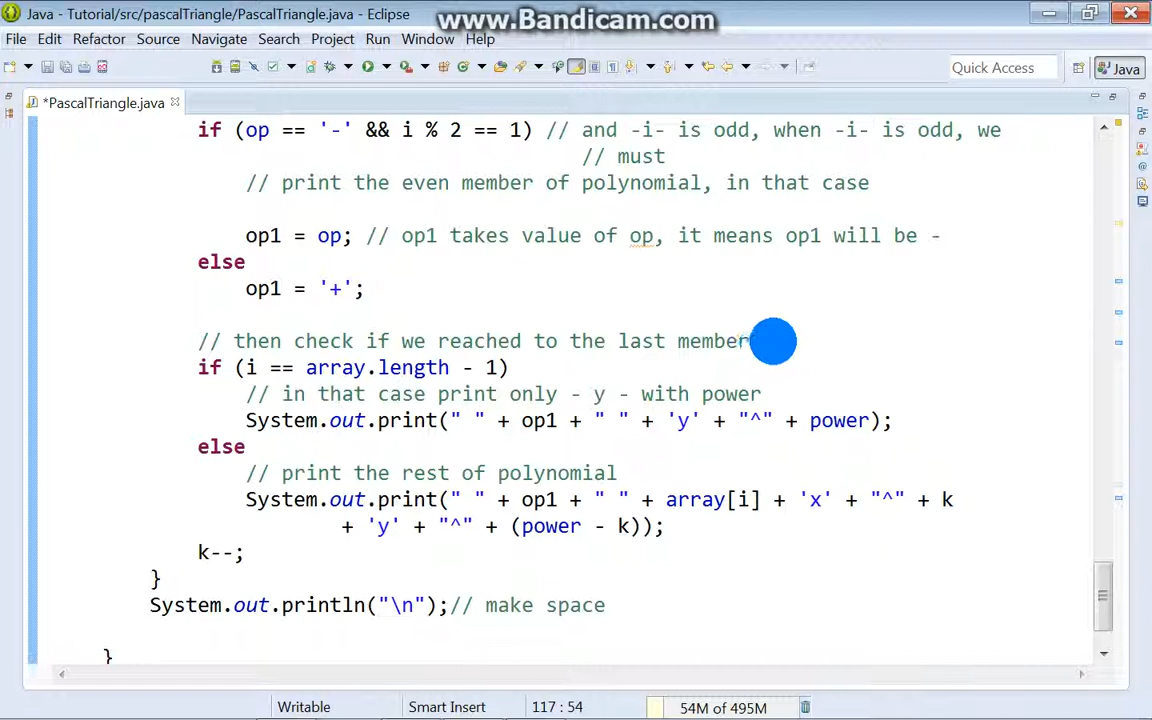 Java - Tutorial/src/pascalTriangle/PascalTriangle.java - Eclipse
www.Bandicam.com
File Edit Refactor Source Navigate Search Project Run Window Help
Quick Access
Java
*PascalTriangle.java
if (op == '-' && i % 2 == 1) // and -i- is odd, when -i- is odd, we
// must
// print the even member of polynomial, in that case
op1 = op; // op1 takes value of op, it means op1 will be -
else
op1 = '+';
// then check if we reached to the last member
if (i == array.length - 1)
// in that case print only - y - with power
System.out.print(" " + op1 + " " + 'y' + "^" + power);
else
// print the rest of polynomial
System.out.print(" " + op1 + " " + array[i] + 'x' + "^" + k
+ 'y' + "^" + (power - k));
k--;
}
System.out.println("\n");// make space
}
Writable Smart Insert 117 : 54 54M of 495M